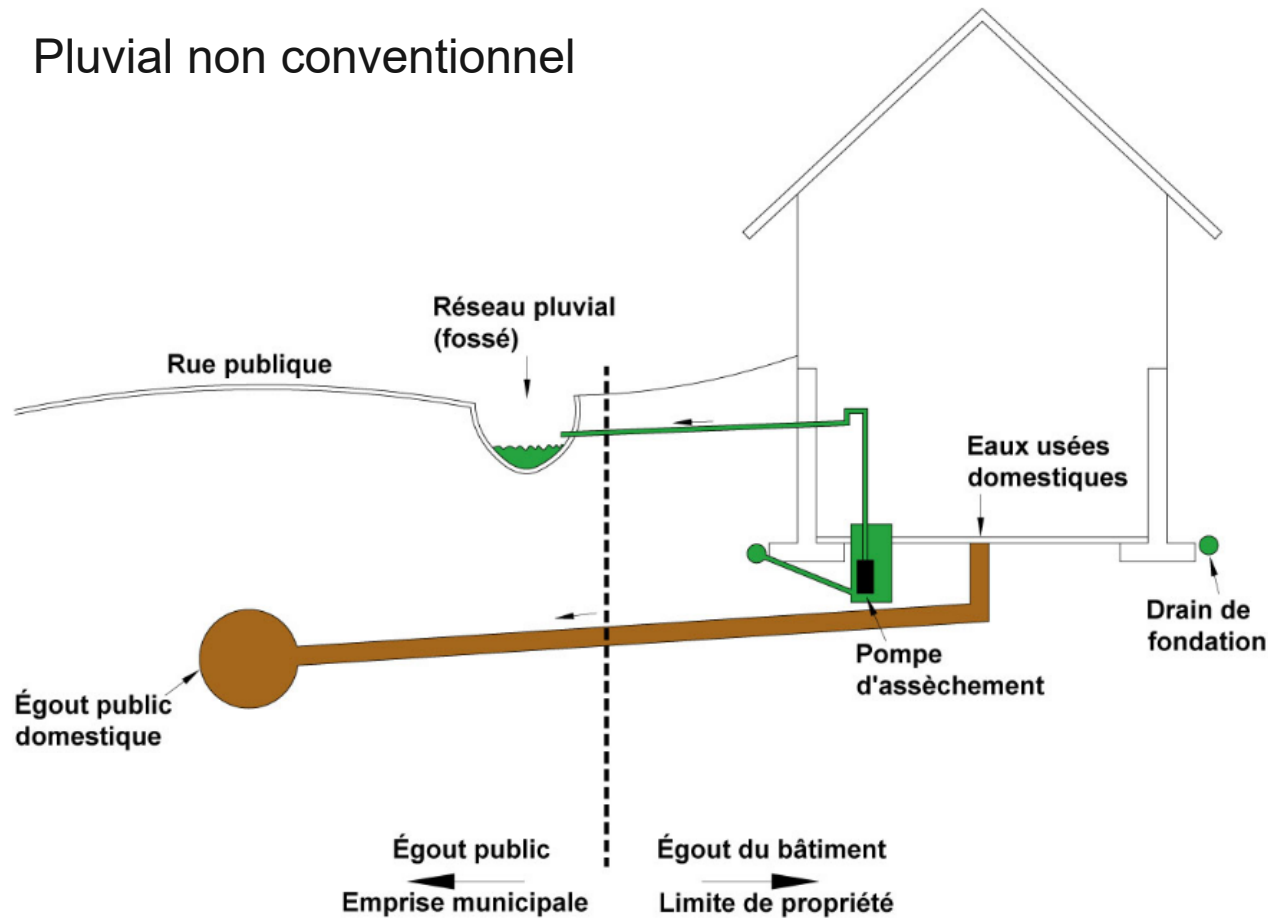 Pluvial non conventionnel
Réseau pluvial
(fossé)
Rue publique
Eaux usées
domestiques
Drain de
fondation
Pompe
d'assèchement
Égout public
domestique
Égout public
Emprise municipale
Égout du bâtiment
Limite de propriété